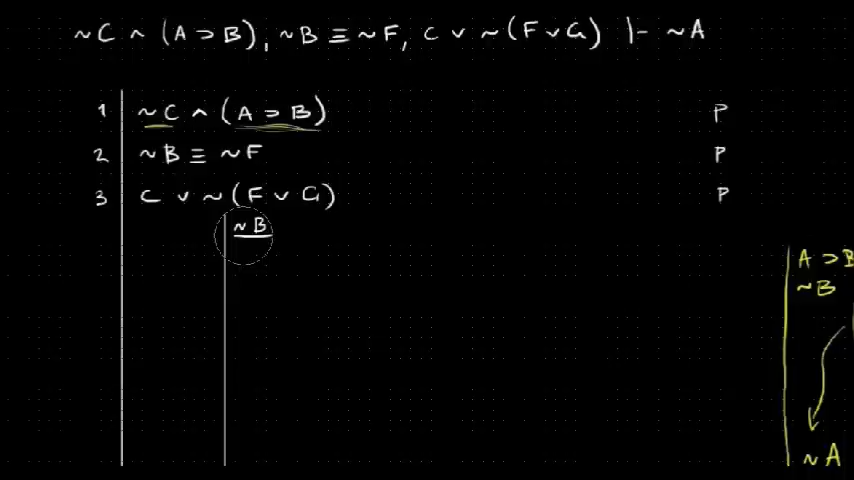 ~C ∧ (A ⊃ B), ~B ≡ ~F, C ∨ ~(F ∨ G) |- ~A
1 ~C ∧ (A ⊃ B) P
2 ~B ≡ ~F P
3 C ∨ ~(F ∨ G) P
~B
A ⊃ B
~B
~A